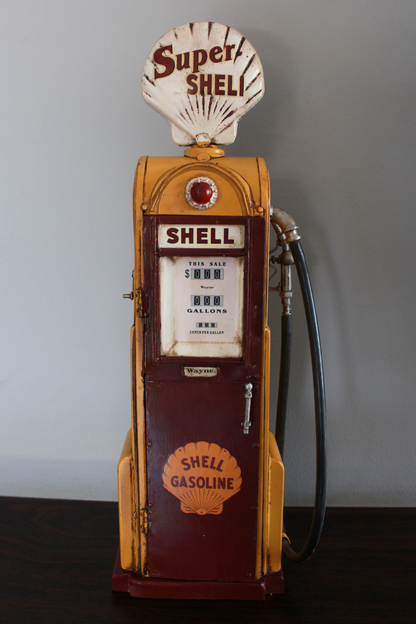 Super
SHELL
SHELL
THIS SALE
$000
Wayne
000
GALLONS
Wayne
SHELL
GASOLINE